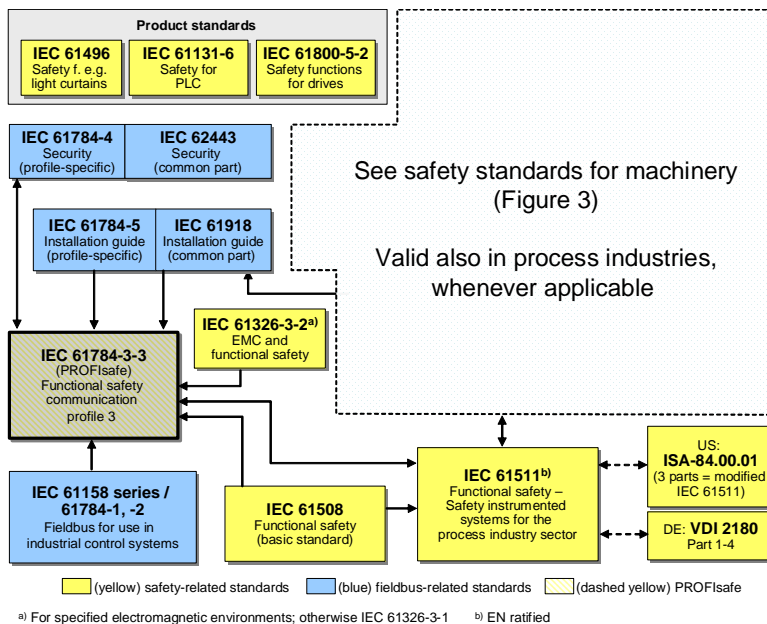 Product standards
IEC 61496
Safety f. e.g.
light curtains
IEC 61131-6
Safety for
PLC
IEC 61800-5-2
Safety functions
for drives
IEC 61784-4
Security
(profile-specific)
IEC 62443
Security
(common part)
See safety standards for machinery
(Figure 3)
Valid also in process industries,
whenever applicable
IEC 61784-5
Installation guide
(profile-specific)
IEC 61918
Installation guide
(common part)
IEC 61326-3-2a)
EMC and
functional safety
IEC 61784-3-3
(PROFIsafe)
Functional safety
communication
profile 3
IEC 61158 series /
61784-1, -2
Fieldbus for use in
industrial control systems
IEC 61508
Functional safety
(basic standard)
IEC 61511b)
Functional safety –
Safety instrumented
systems for the
process industry sector
US:
ISA-84.00.01
(3 parts = modified
IEC 61511)
DE: VDI 2180
Part 1-4
(yellow) safety-related standards
(blue) fieldbus-related standards
(dashed yellow) PROFIsafe
a) For specified electromagnetic environments; otherwise IEC 61326-3-1
b) EN ratified